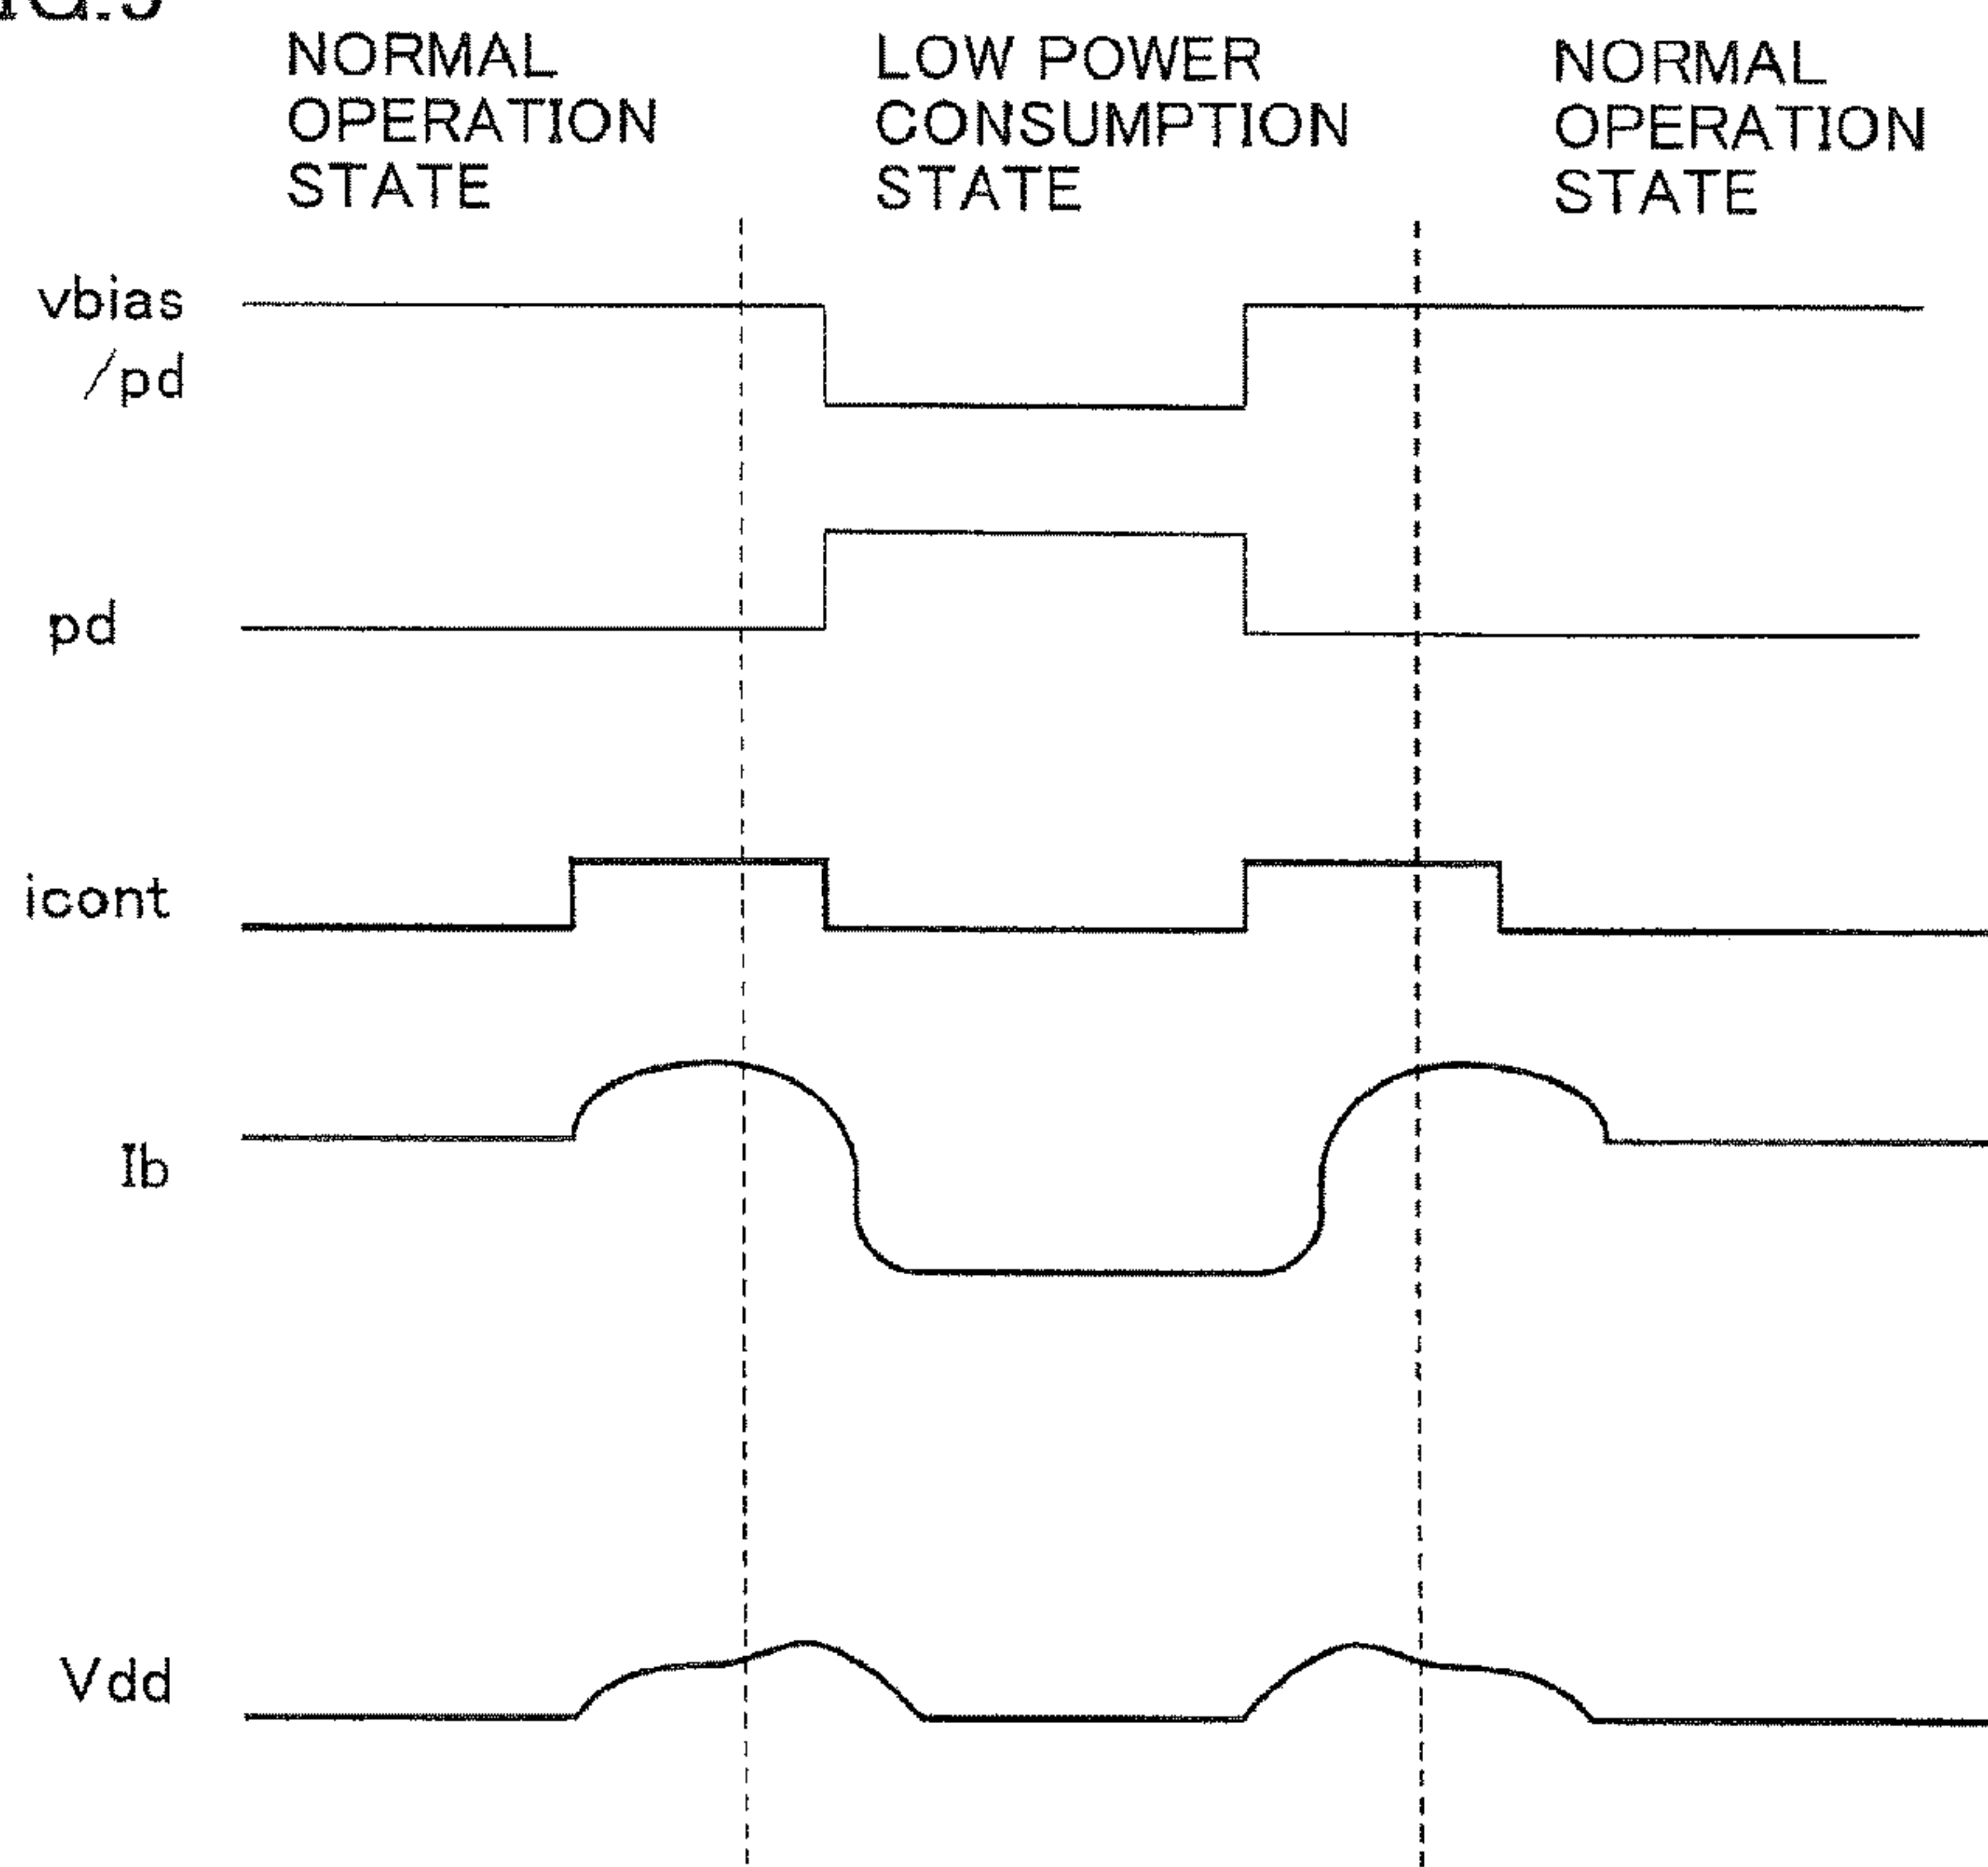 NORMAL
OPERATION
STATE
LOW POWER
CONSUMPTION
STATE
NORMAL
OPERATION
STATE
vbias
/pd
pd
icont
Ib
Vdd